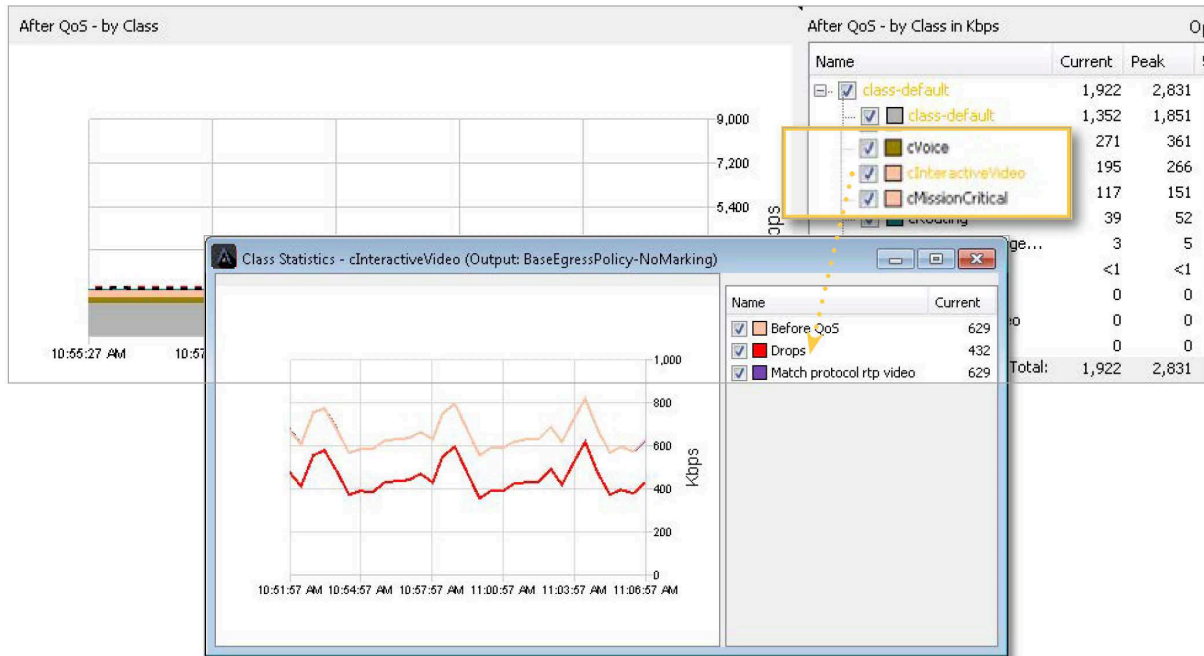 After QoS - by Class
9,000
7,200
5,400
10:55:27 AM
After QoS - by Class in Kbps
Name Current Peak
class-default 1,922 2,831
class-default 1,352 1,851
cVoice 271 361
cInteractiveVideo 195 266
cMissionCritical 117 151
cRouting 39 52
3 5
<1 <1
0 0
0 0
0 0
Total: 1,922 2,831
Class Statistics - cInteractiveVideo (Output: BaseEgressPolicy-NoMarking)
1,000
800
600
400
200
0
Kbps
10:51:57 AM 10:54:57 AM 10:57:57 AM 11:00:57 AM 11:03:57 AM 11:06:57 AM
Name Current
Before QoS 629
Drops 432
Match protocol rtp video 629